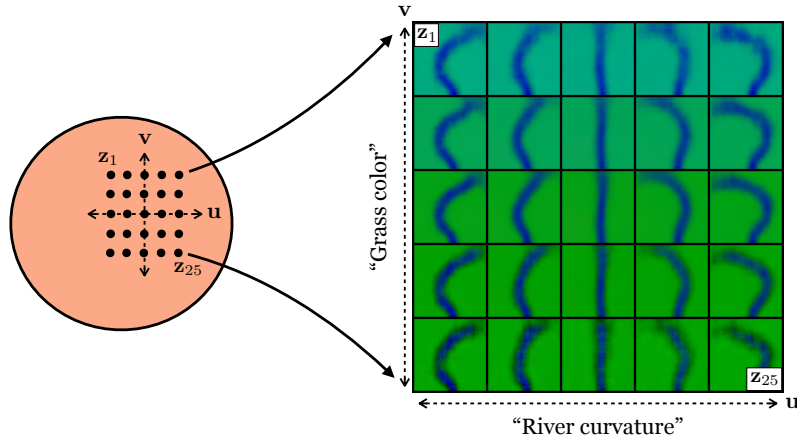 v
z1
v
z1
u
z25
“Grass color”
z25
u
“River curvature”